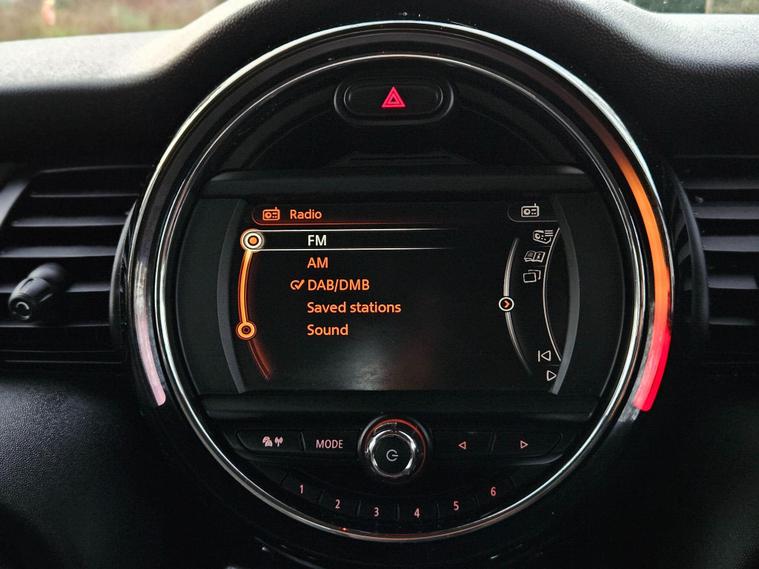 Radio
FM
AM
DAB/DMB
Saved stations
Sound
MODE
1 2 3 4 5 6